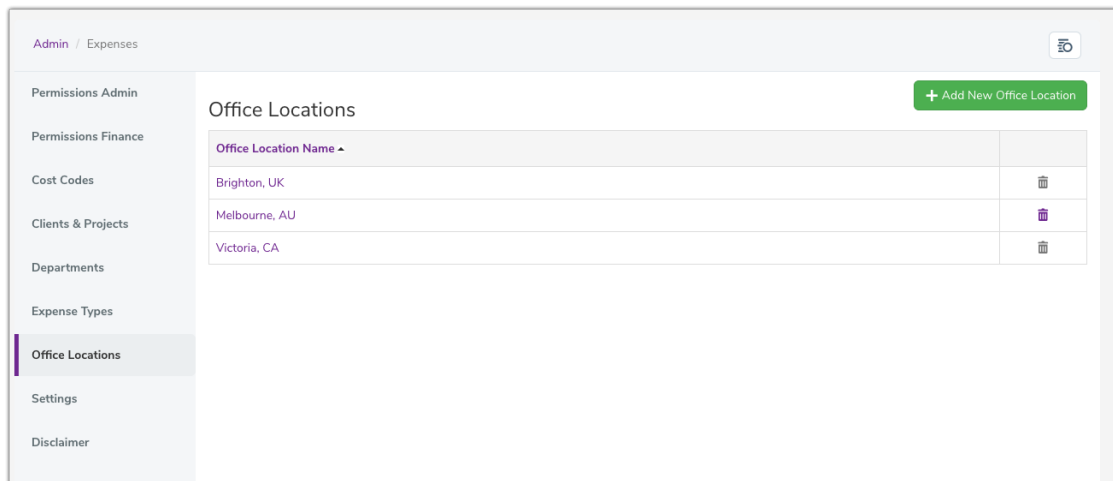 Admin / Expenses
Permissions Admin
Permissions Finance
Cost Codes
Clients & Projects
Departments
Expense Types
Office Locations
Settings
Disclaimer
Office Locations
+ Add New Office Location
Office Location Name
Brighton, UK
Melbourne, AU
Victoria, CA